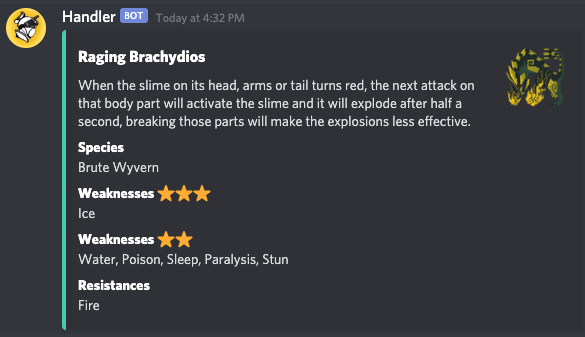 Handler BOT Today at 4:32 PM
Raging Brachydios
When the slime on its head, arms or tail turns red, the next attack on
that body part will activate the slime and it will explode after half a
second, breaking those parts will make the explosions less effective.
Species
Brute Wyvern
Weaknesses ⭐⭐⭐
Ice
Weaknesses ⭐⭐
Water, Poison, Sleep, Paralysis, Stun
Resistances
Fire